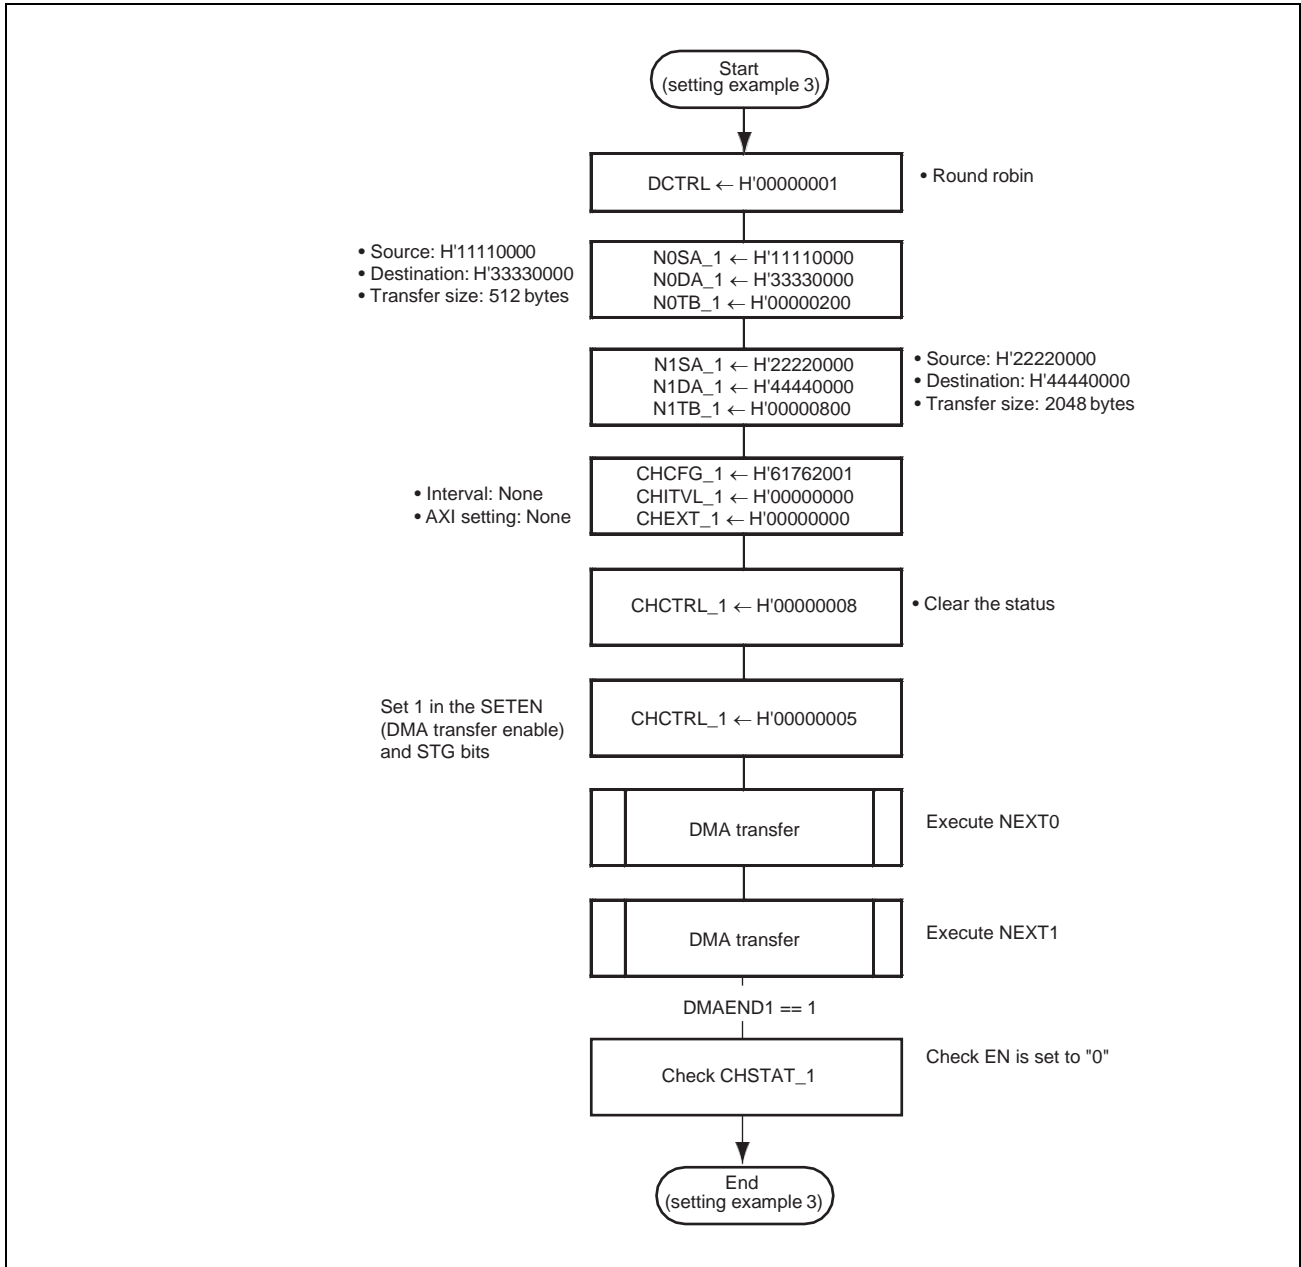 Start
(setting example 3)
DCTRL ← H'00000001
• Round robin
• Source: H'11110000
• Destination: H'33330000
• Transfer size: 512 bytes
N0SA_1 ← H'11110000
N0DA_1 ← H'33330000
N0TB_1 ← H'00000200
N1SA_1 ← H'22220000
N1DA_1 ← H'44440000
N1TB_1 ← H'00000800
• Source: H'22220000
• Destination: H'44440000
• Transfer size: 2048 bytes
• Interval: None
• AXI setting: None
CHCFG_1 ← H'61762001
CHITVL_1 ← H'00000000
CHEXT_1 ← H'00000000
CHCTRL_1 ← H'00000008
• Clear the status
Set 1 in the SETEN
(DMA transfer enable)
and STG bits
CHCTRL_1 ← H'00000005
DMA transfer
Execute NEXT0
DMA transfer
Execute NEXT1
DMAEND1 == 1
Check CHSTAT_1
Check EN is set to "0"
End
(setting example 3)